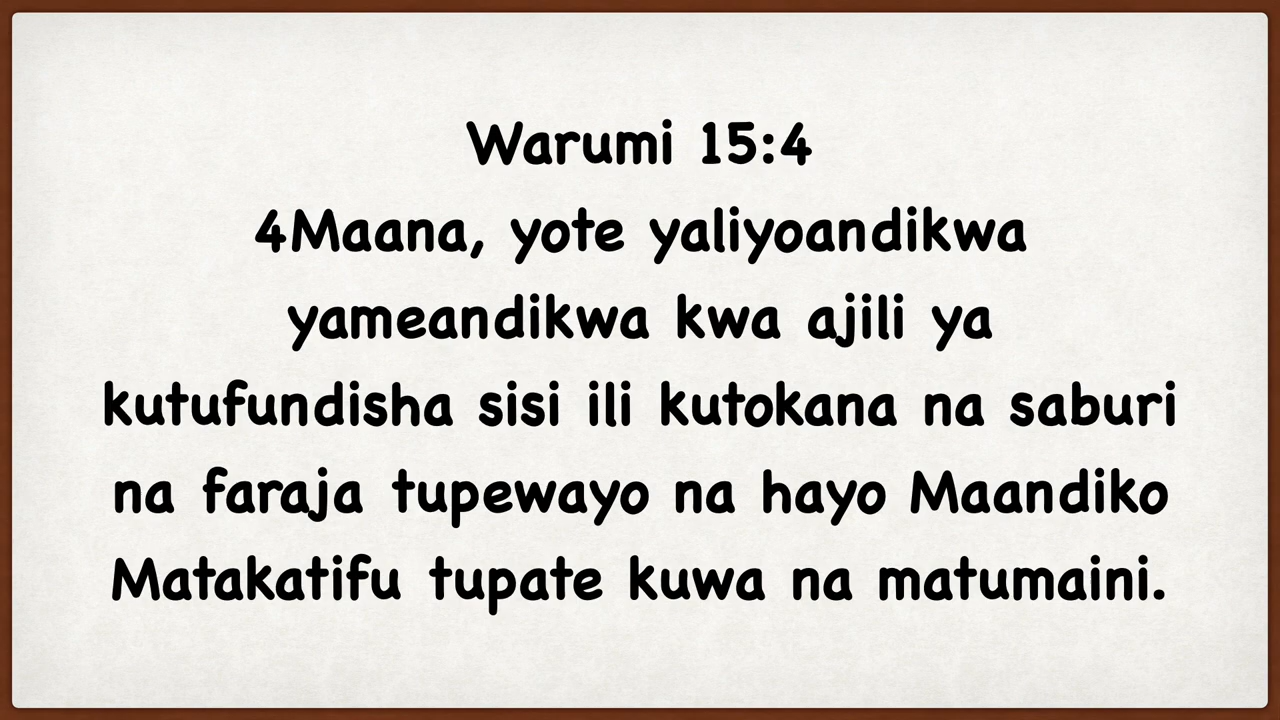 Warumi 15:4
4Maana, yote yaliyoandikwa
yameandikwa kwa ajili ya
kutufundisha sisi ili kutokana na saburi
na faraja tupewayo na hayo Maandiko
Matakatifu tupate kuwa na matumaini.